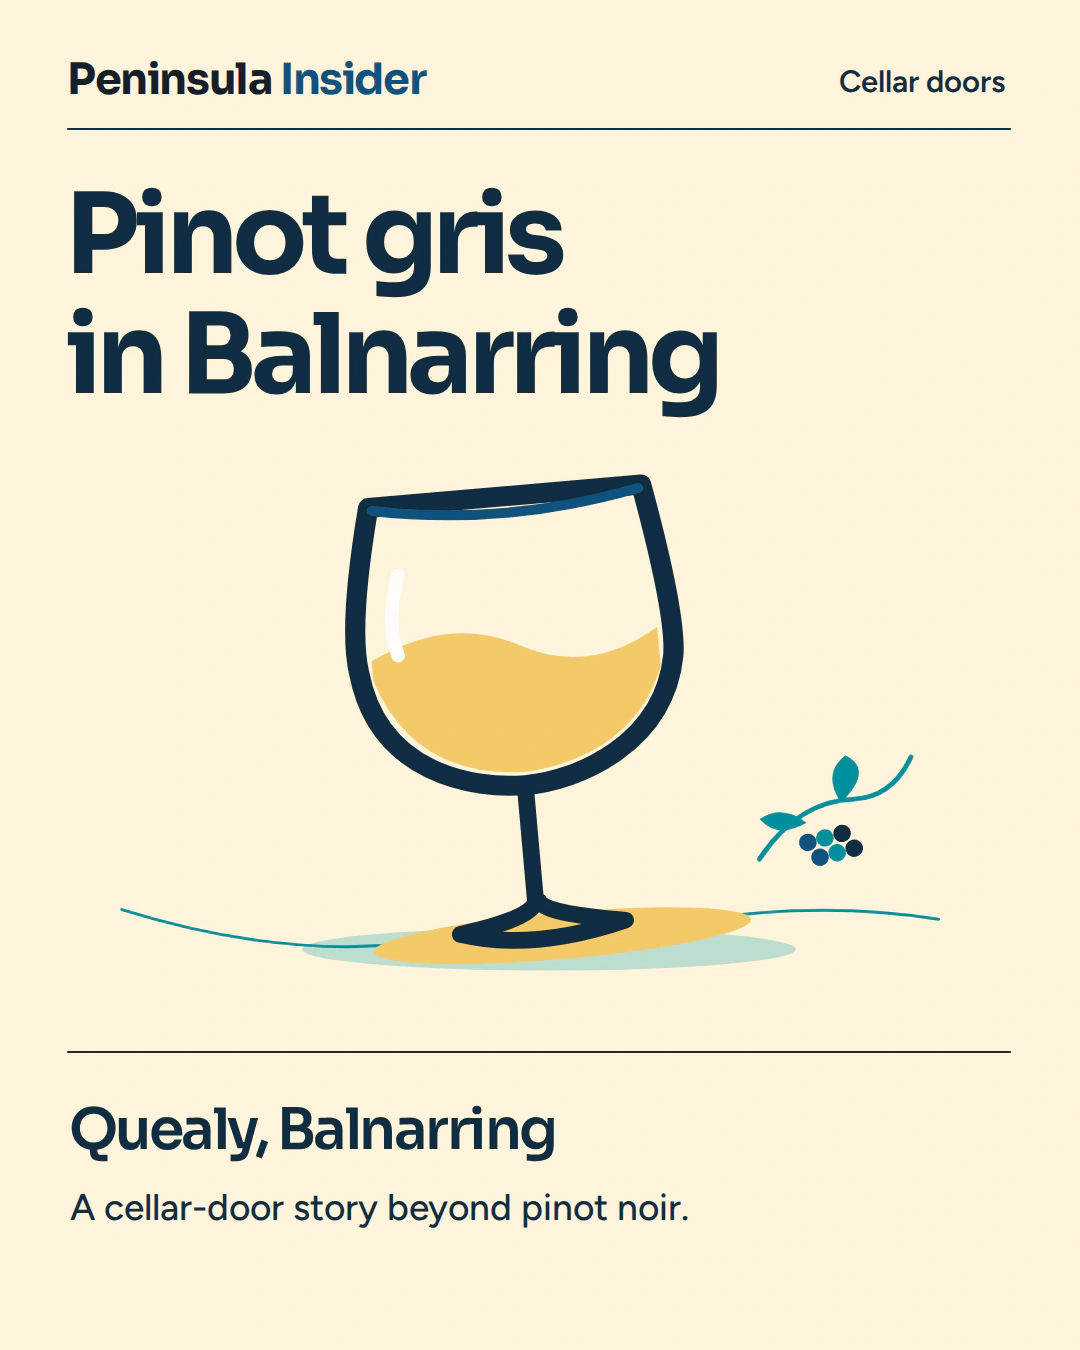 Peninsula Insider
Cellar doors
Pinot gris
in Balnarring
Quealy, Balnarring
A cellar-door story beyond pinot noir.